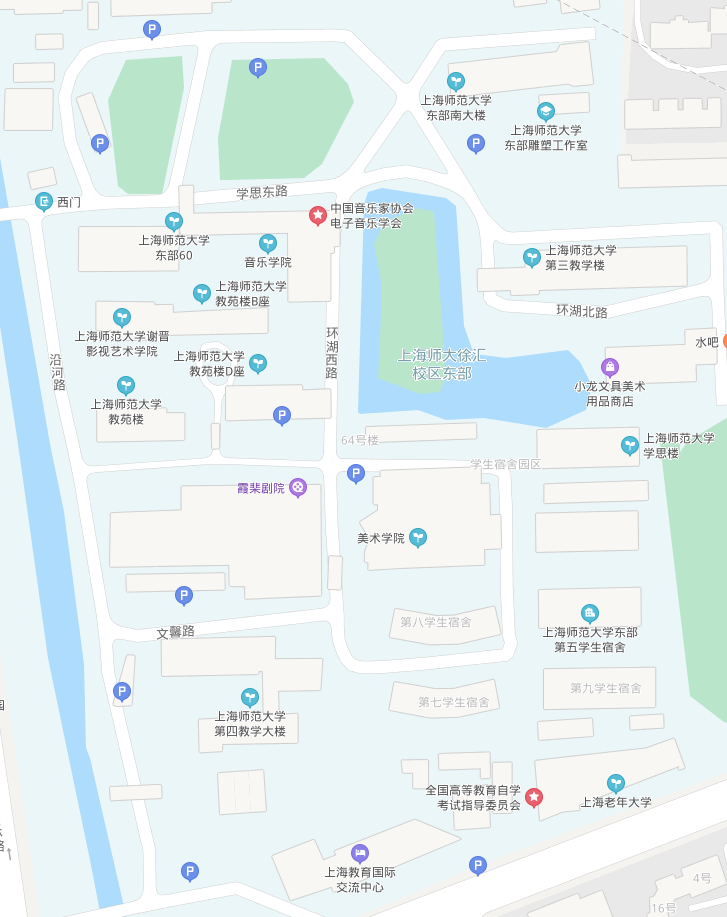 上海师范大学
东部南大楼
上海师范大学
东部雕塑工作室
P
P
P
P
西门
学思东路
中国音乐家协会
电子音乐学会
上海师范大学
东部60
音乐学院
上海师范大学
第三教学楼
上海师范大学
教苑楼B座
环湖北路
上海师范大学谢晋
影视艺术学院
环湖西路
水吧
沿河路
上海师范大学
教苑楼D座
上海师大徐汇
校区东部
小龙文具美术
用品商店
上海师范大学
教苑楼
P
64号楼
上海师范大学
学思楼
学生宿舍园区
P
霞棐剧院
美术学院
P
文馨路
第八学生宿舍
上海师范大学东部
第五学生宿舍
P
第七学生宿舍
第九学生宿舍
上海师范大学
第四教学大楼
全国高等教育自学
考试指导委员会
上海老年大学
上海教育国际
交流中心
P
P
4号
16号